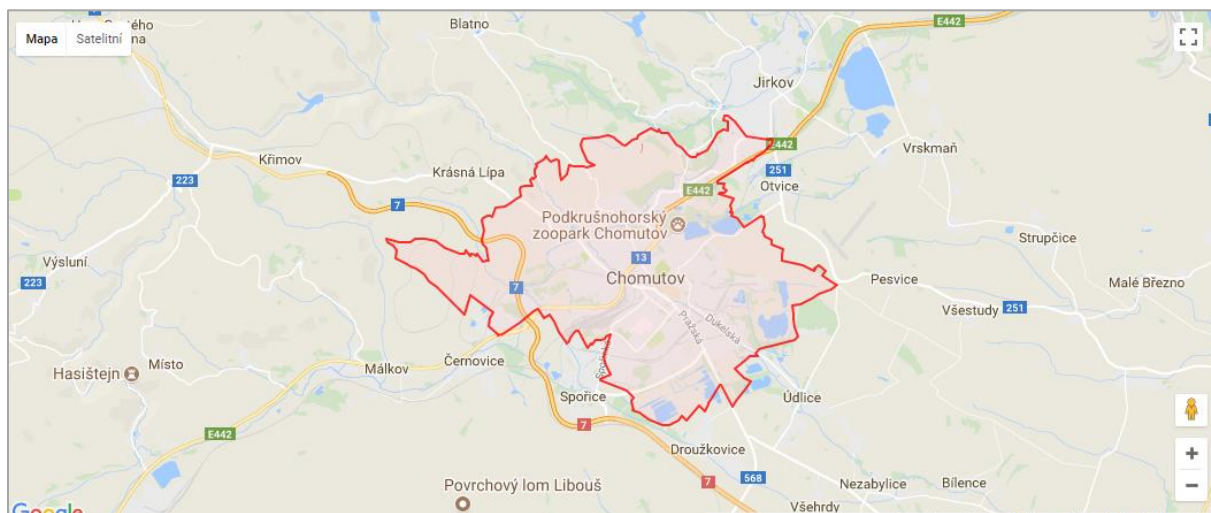 Blatno
E442
Mapa
Satelitní
Jirkov
7
E442
Vrskmaň
Křimov
Krásná Lípa
251
223
E442
Otvice
7
Podkrušnohorský
zoopark Chomutov
Strupčice
Výsluní
13
223
Chomutov
Pesvice
Malé Březno
7
Všestudy
251
Pražská
Dukelská
Místo
Černovice
Hasištejn
Málkov
Spořice
Údlice
7
E442
Droužkovice
7
568
Nezabylice
Bílence
Povrchový lom Libouš
Všehrdy
Google